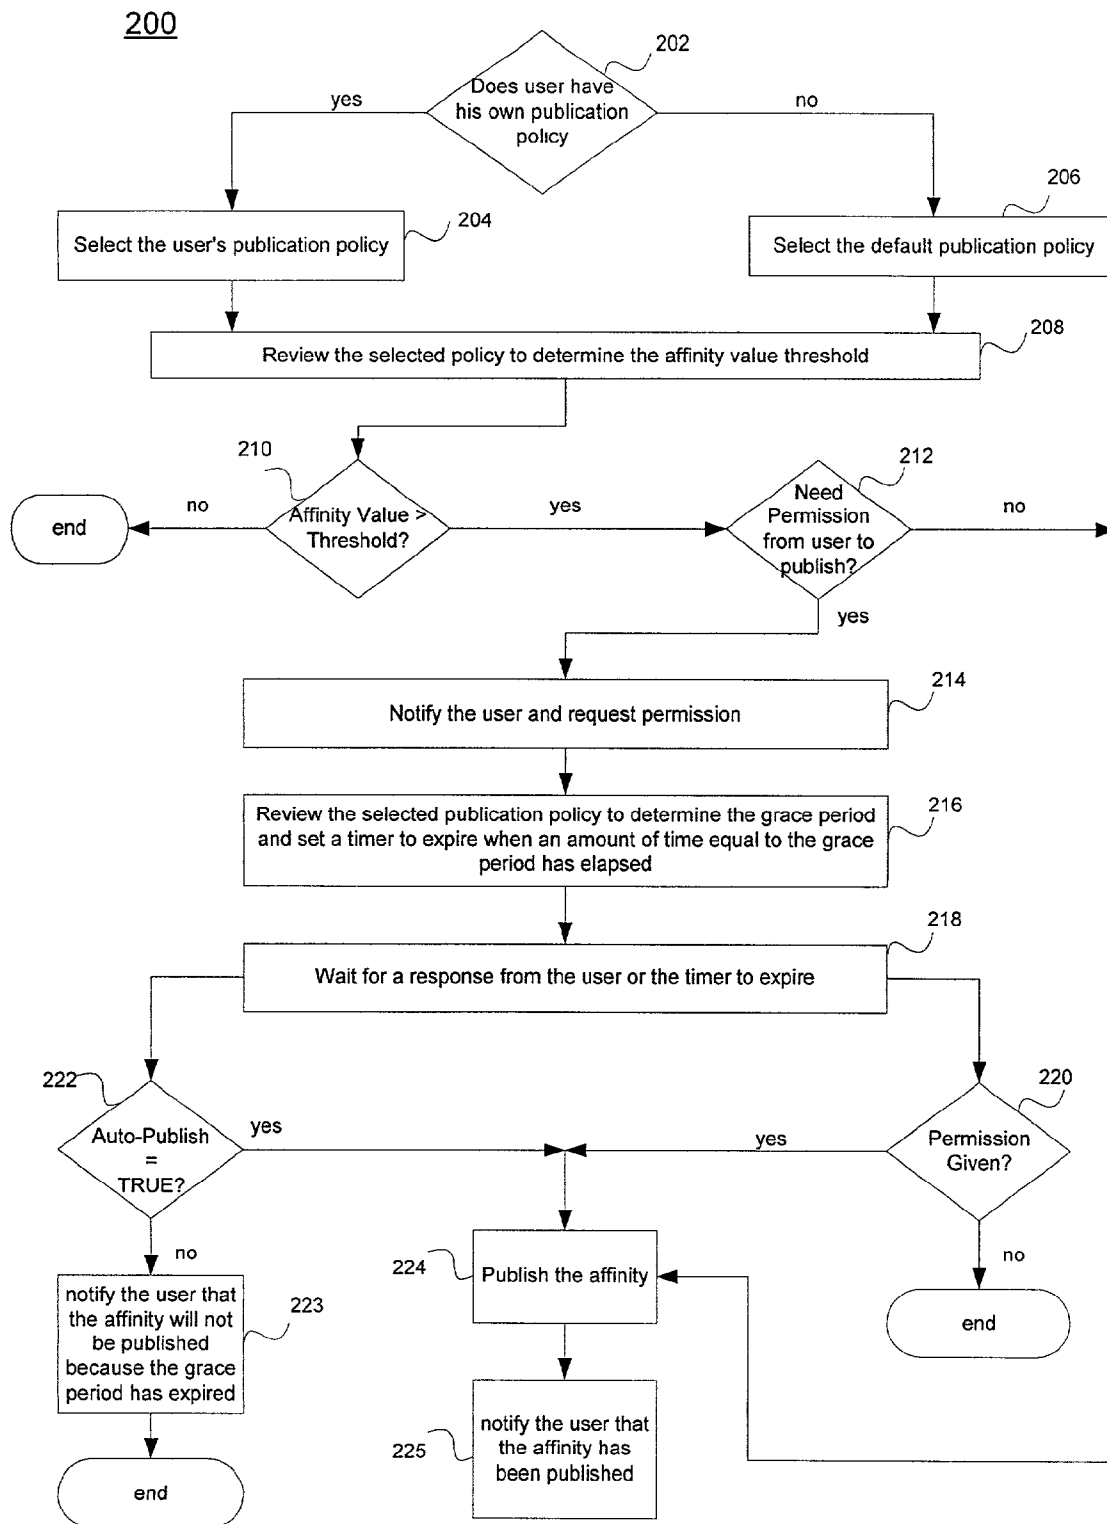 200
202
Does user have
his own publication
policy
yes
no
204
206
Select the user's publication policy
Select the default publication policy
208
Review the selected policy to determine the affinity value threshold
210
212
no
end
Affinity Value >
Threshold?
yes
Need
Permission
from user to
publish?
no
yes
214
Notify the user and request permission
216
Review the selected publication policy to determine the grace period
and set a timer to expire when an amount of time equal to the grace
period has elapsed
218
Wait for a response from the user or the timer to expire
222
220
Auto-Publish
=
TRUE?
yes
yes
Permission
Given?
no
no
224
Publish the affinity
223
notify the user that
the affinity will not
be published
because the grace
period has expired
end
225
notify the user that
the affinity has
been published
end